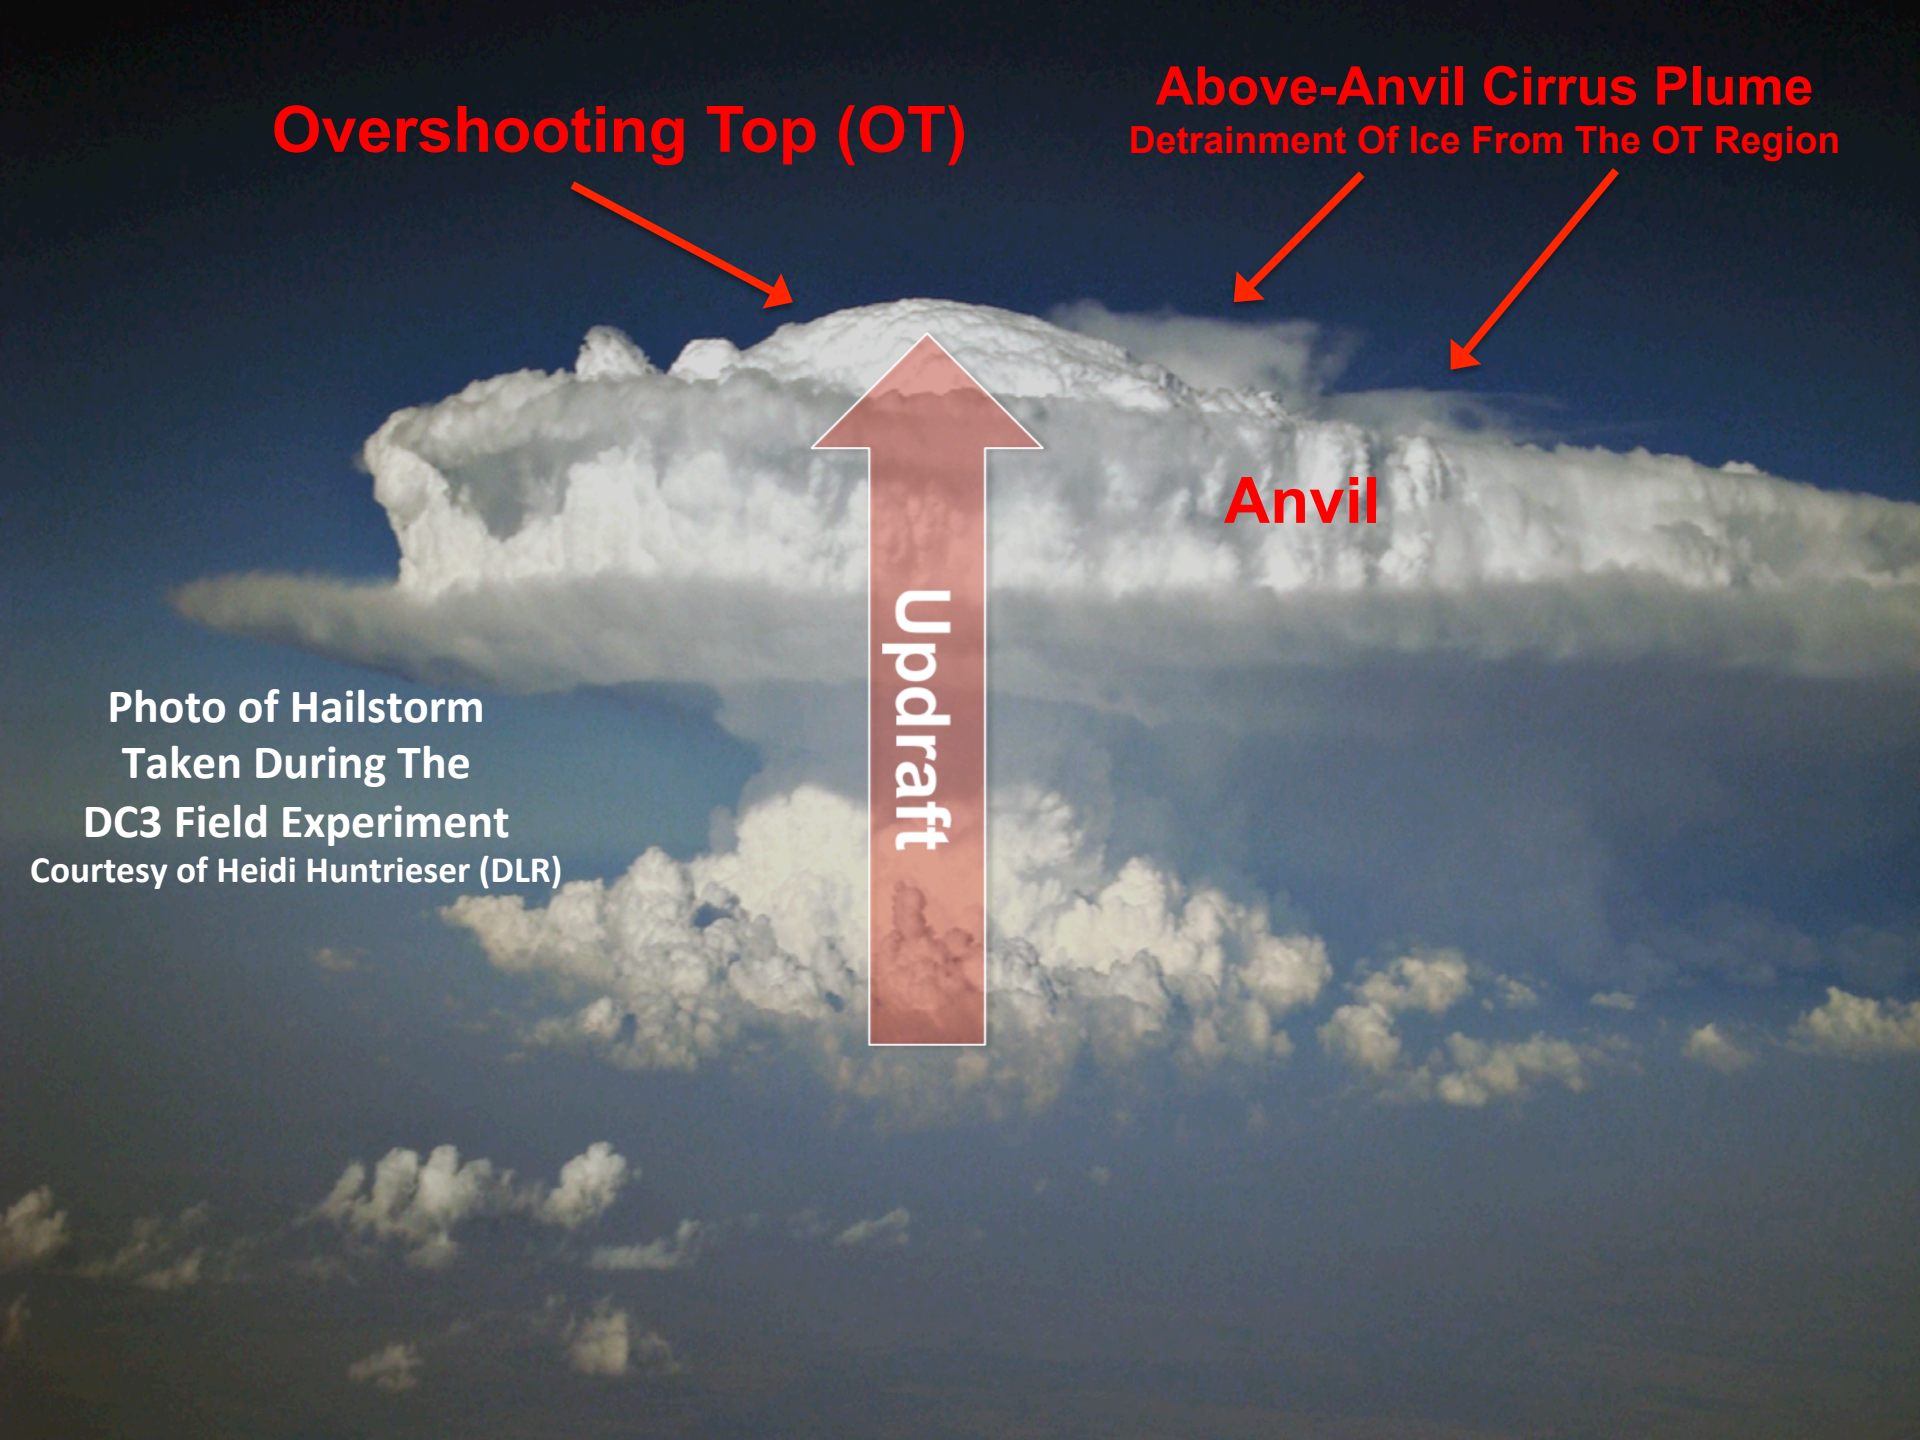 Overshooting Top (OT)
Above-Anvil Cirrus Plume
Detrainment Of Ice From The OT Region
Anvil
Updraft
Photo of Hailstorm
Taken During The
DC3 Field Experiment
Courtesy of Heidi Huntrieser (DLR)